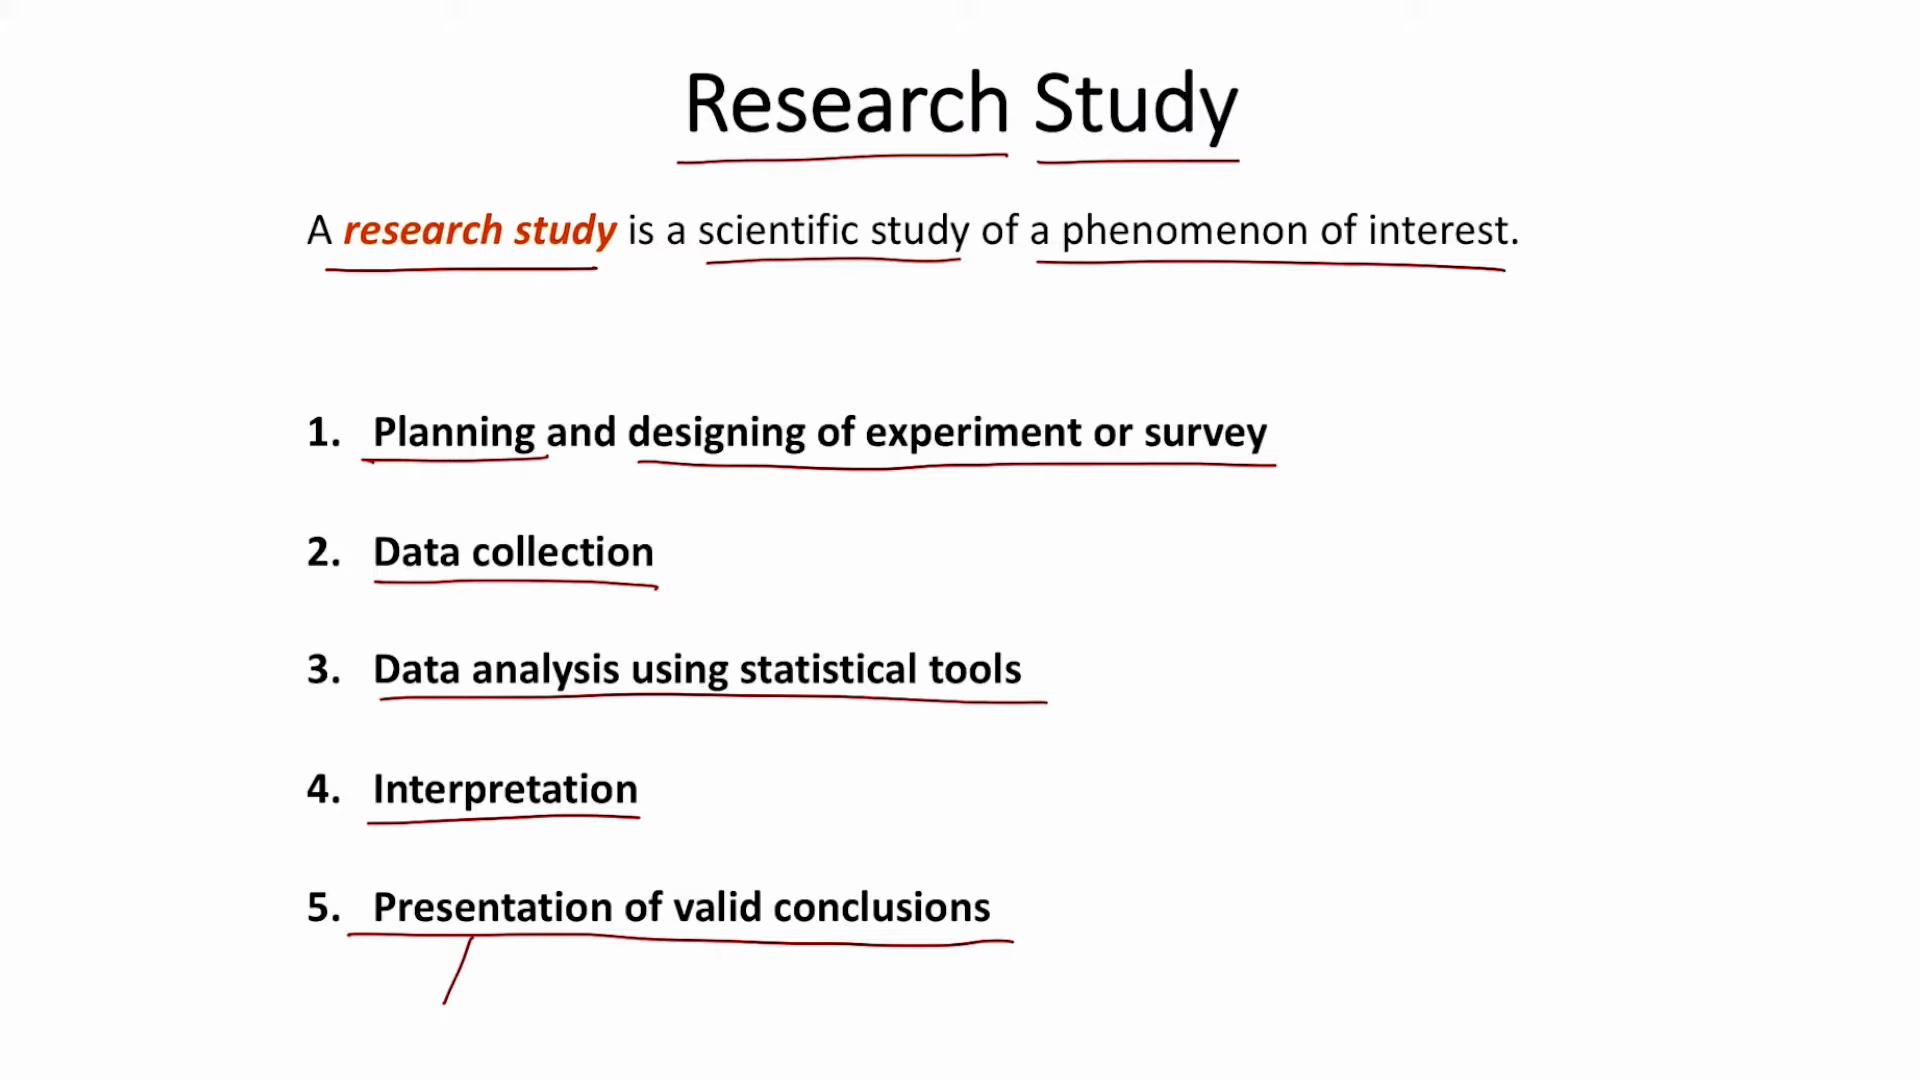 Research Study
A research study is a scientific study of a phenomenon of interest.
1. Planning and designing of experiment or survey
2. Data collection
3. Data analysis using statistical tools
4. Interpretation
5. Presentation of valid conclusions